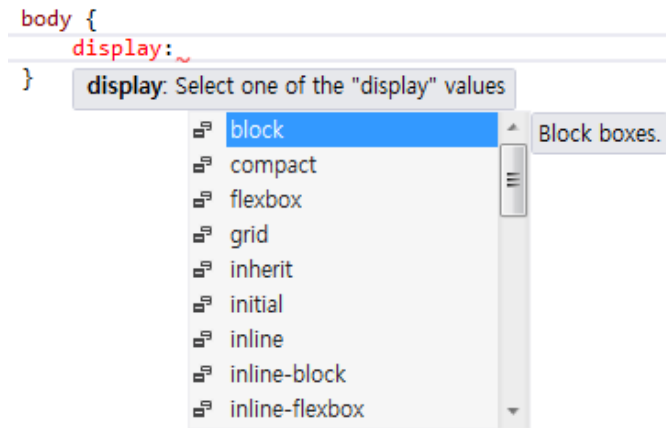 body {
display:
}
display: Select one of the "display" values
block
Block boxes.
compact
flexbox
grid
inherit
initial
inline
inline-block
inline-flexbox